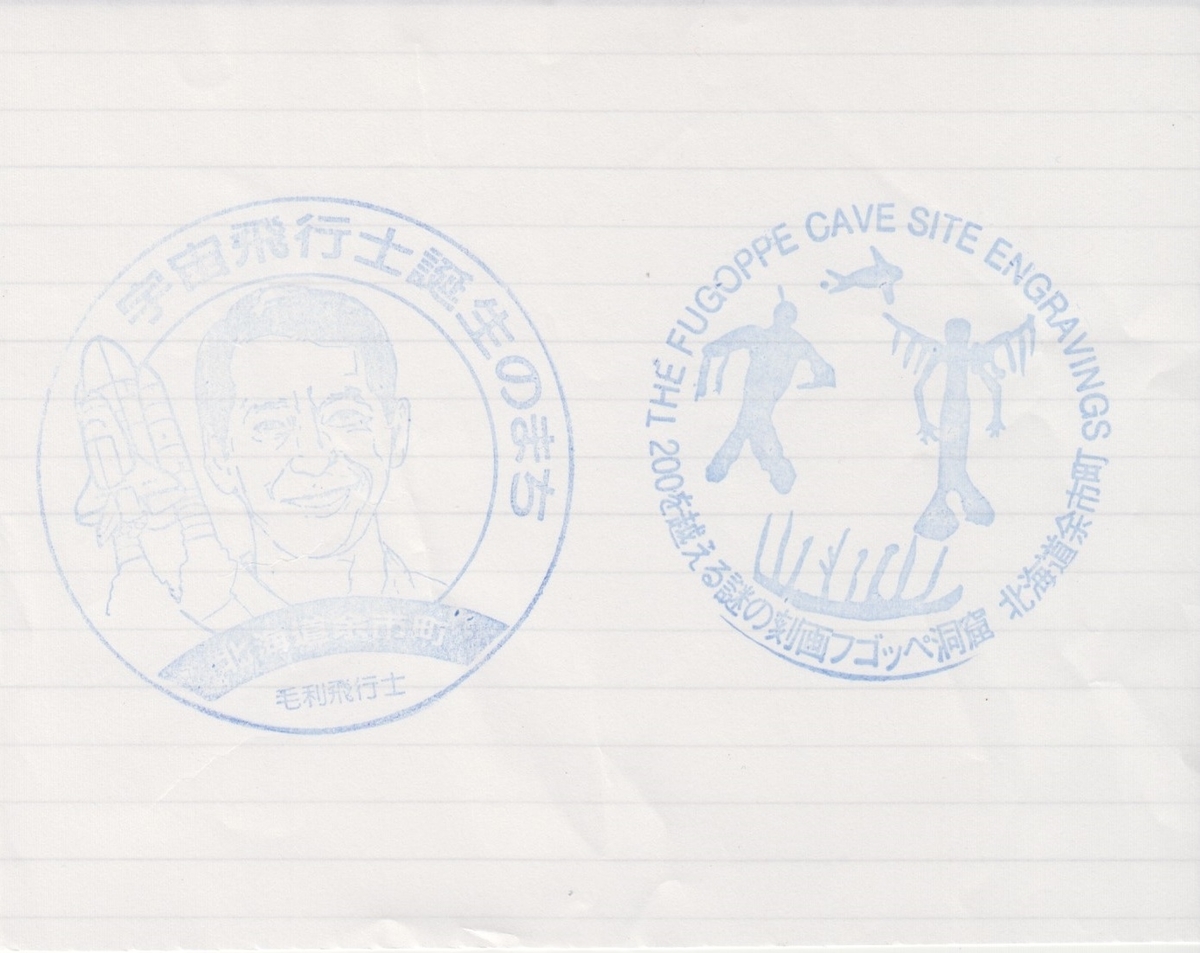 宇宙飛行士誕生のまち
北海道余市町
毛利飛行士
THE FUGOPPE CAVE SITE ENGRAVINGS
200を越える謎の刻画フゴッペ洞窟 北海道余市町